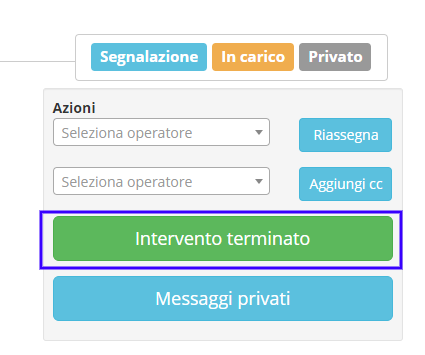 Segnalazione In carico Privato
Azioni
Seleziona operatore Riassegna
Seleziona operatore Aggiungi cc
Intervento terminato
Messaggi privati